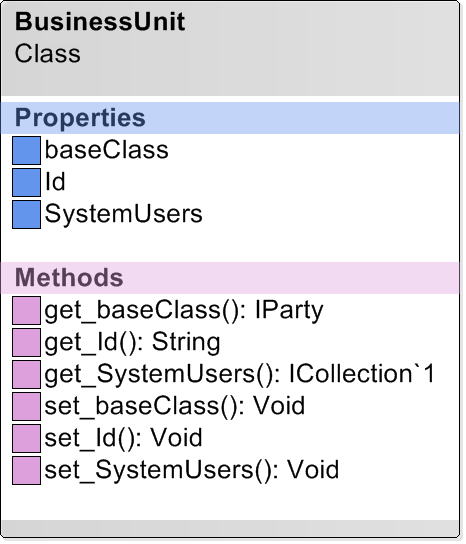 BusinessUnit
Class
Properties
baseClass
Id
SystemUsers
Methods
get_baseClass(): IParty
get_Id(): String
get_SystemUsers(): ICollection`1
set_baseClass(): Void
set_Id(): Void
set_SystemUsers(): Void